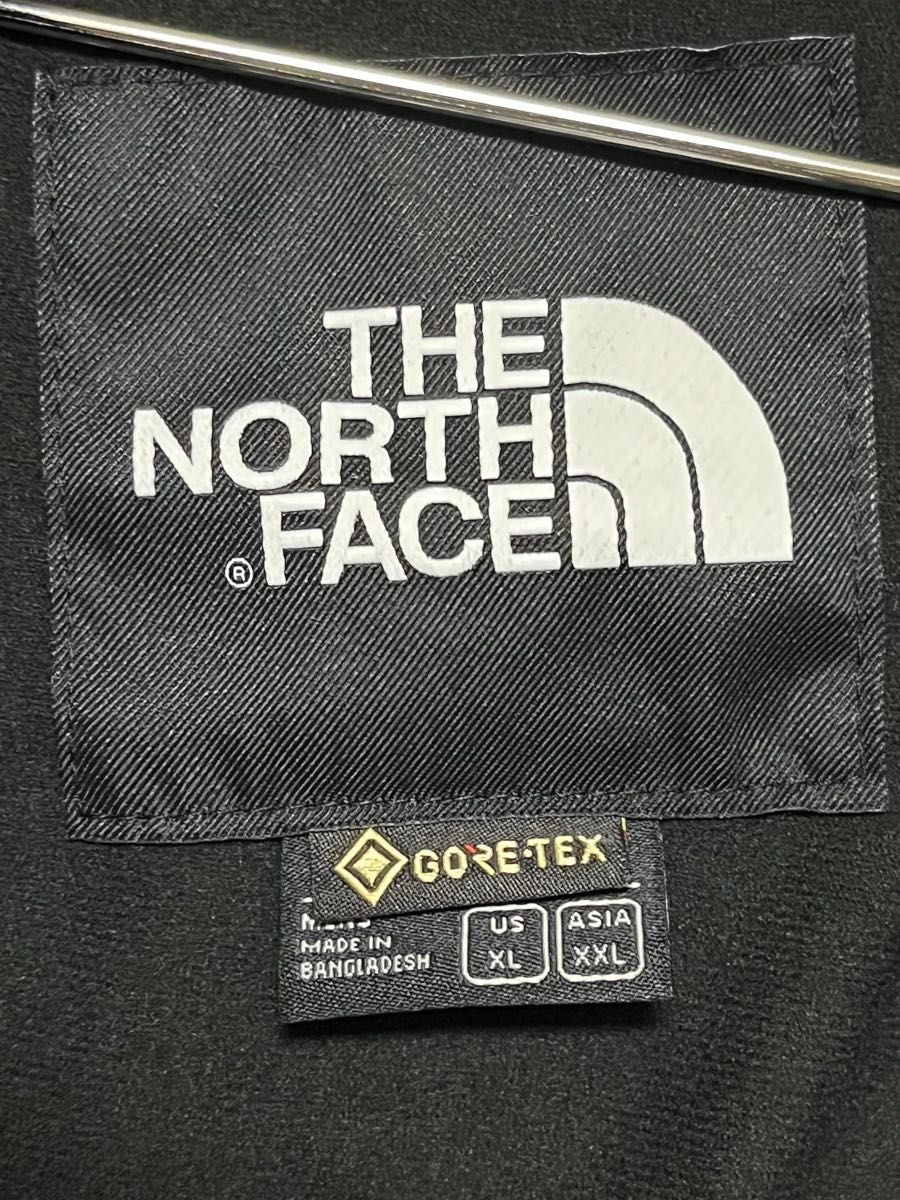 THE
NORTH
FACE
®
GORE-TEX
US
XL
ASIA
XXL
MADE IN
BANGLADESH